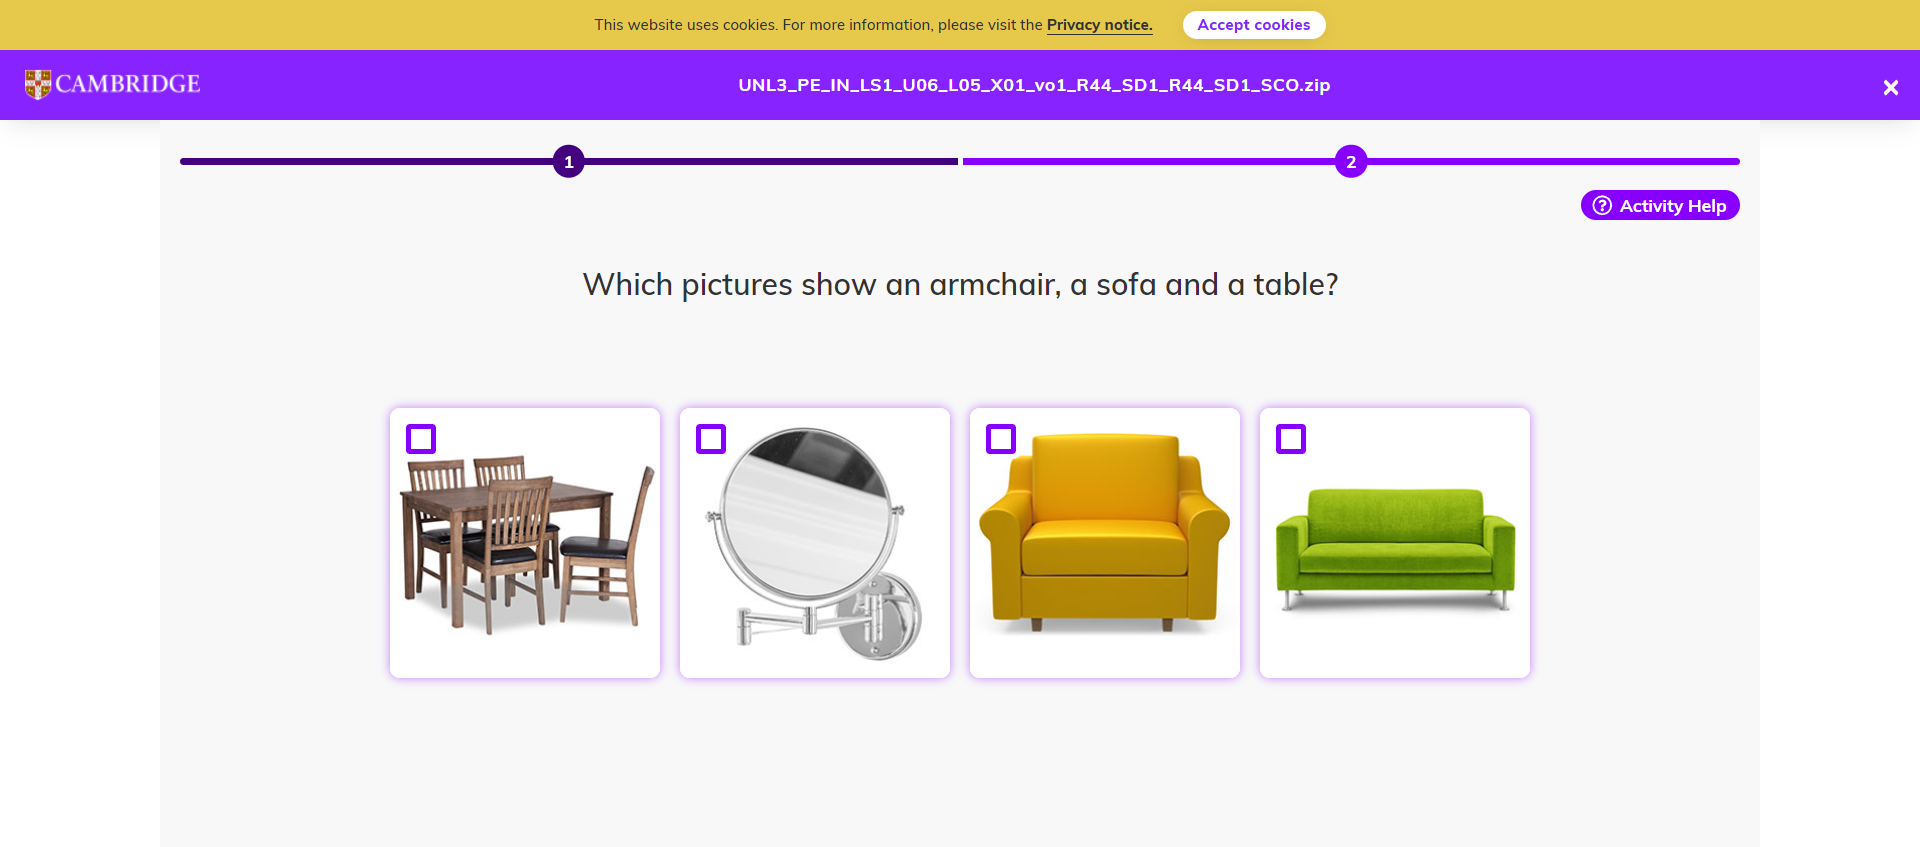 This website uses cookies. For more information, please visit the Privacy notice. Accept cookies
CAMBRIDGE UNL3_PE_IN_LS1_U06_L05_X01_vo1_R44_SD1_R44_SD1_SCO.zip
1 2
Activity Help
Which pictures show an armchair, a sofa and a table?